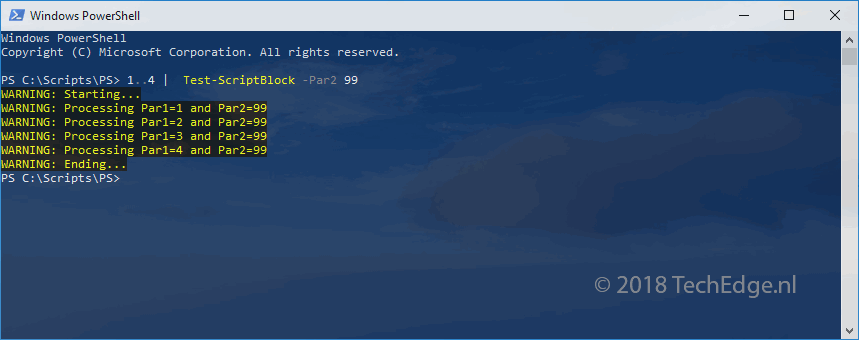 Windows PowerShell
Windows PowerShell
Copyright (C) Microsoft Corporation. All rights reserved.
PS C:\Scripts\PS> 1..4 |  Test-ScriptBlock -Par2 99
WARNING: Starting...
WARNING: Processing Par1=1 and Par2=99
WARNING: Processing Par1=2 and Par2=99
WARNING: Processing Par1=3 and Par2=99
WARNING: Processing Par1=4 and Par2=99
WARNING: Ending...
PS C:\Scripts\PS>
© 2018 TechEdge.nl